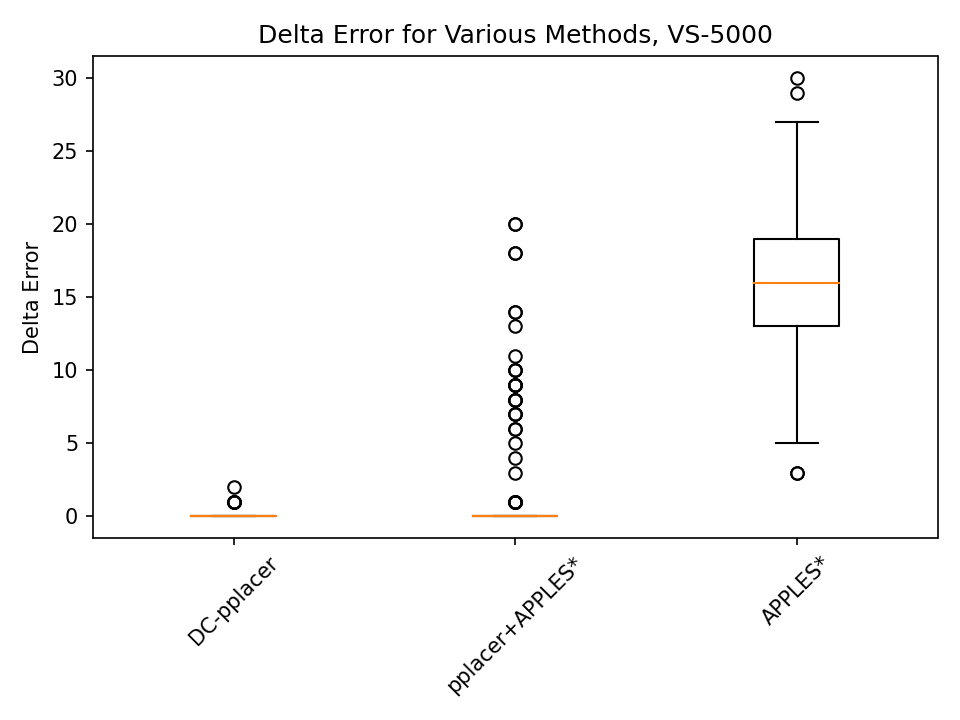 Delta Error for Various Methods, VS-5000
Delta Error
30
25
20
15
10
5
0
DC-pplacer
pplacer+APPLES*
APPLES*